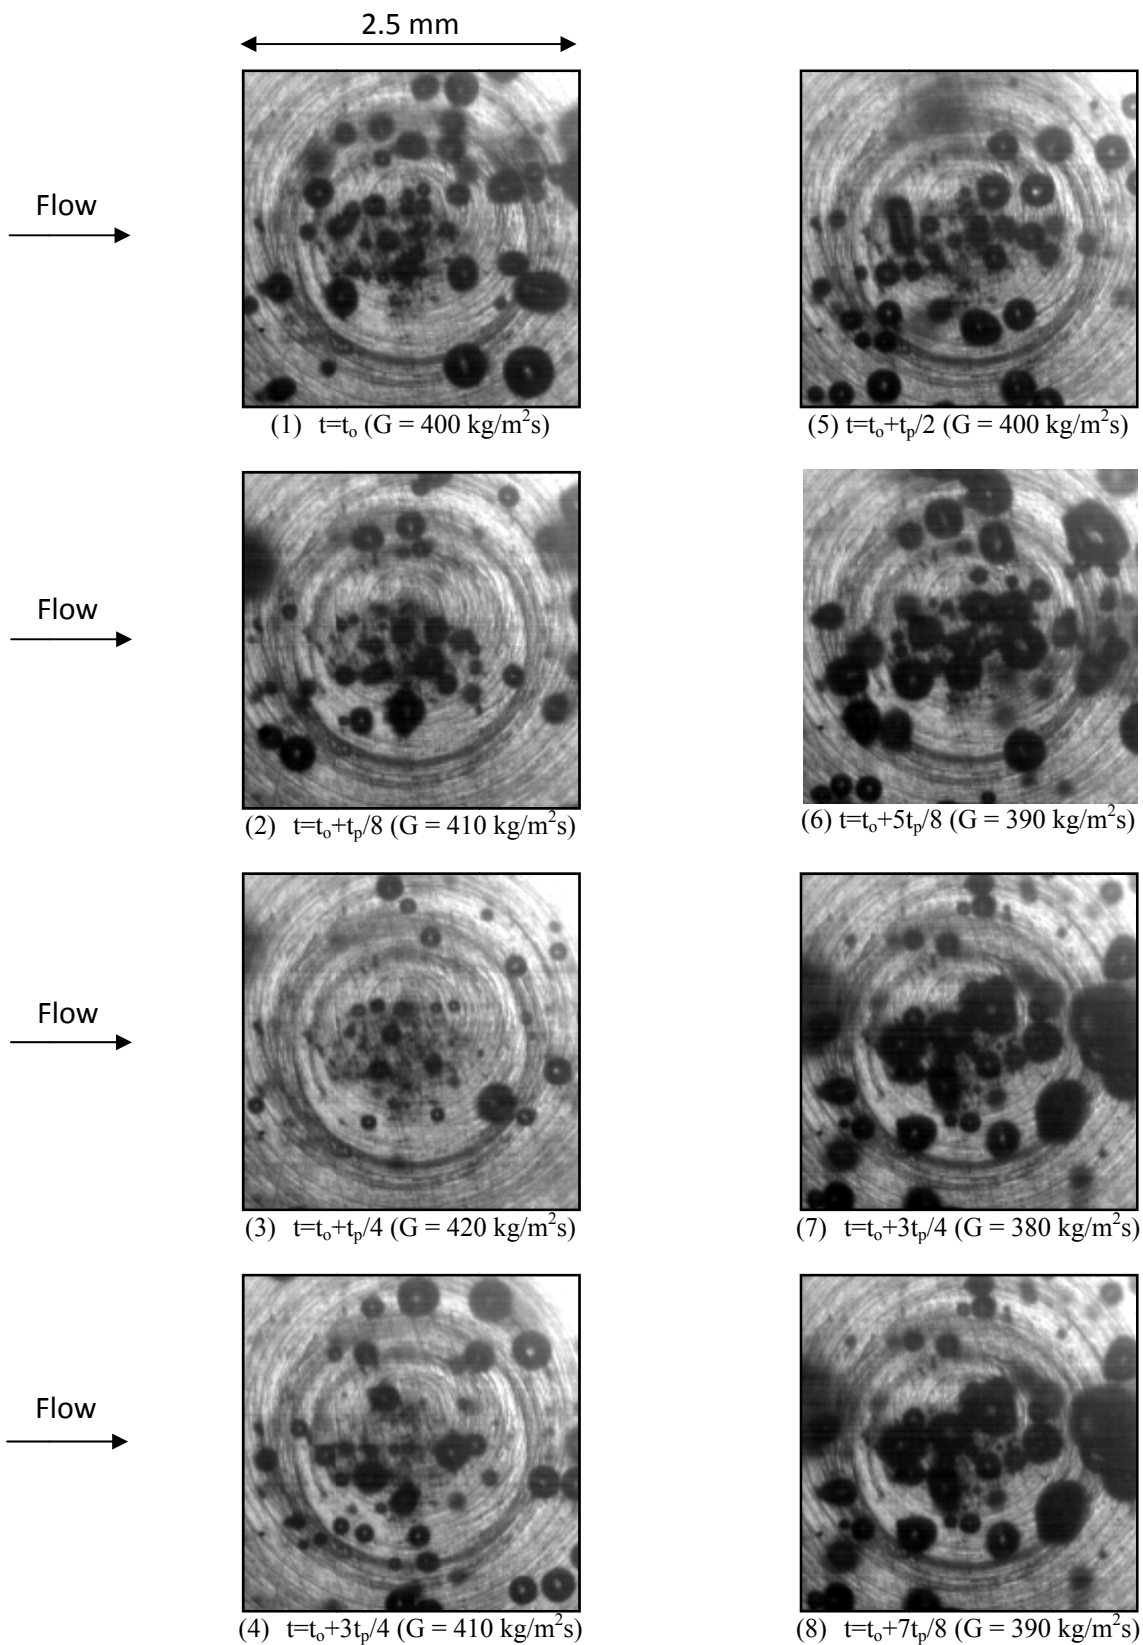 2.5 mm
Flow
(1) t=tₒ (G = 400 kg/m²s)
(5) t=tₒ+tₚ/2 (G = 400 kg/m²s)
Flow
(2) t=tₒ+tₚ/8 (G = 410 kg/m²s)
(6) t=tₒ+5tₚ/8 (G = 390 kg/m²s)
Flow
(3) t=tₒ+tₚ/4 (G = 420 kg/m²s)
(7) t=tₒ+3tₚ/4 (G = 380 kg/m²s)
Flow
(4) t=tₒ+3tₚ/4 (G = 410 kg/m²s)
(8) t=tₒ+7tₚ/8 (G = 390 kg/m²s)